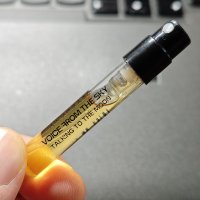 VOICE FROM THE SKY
TALKING TO THE MOON